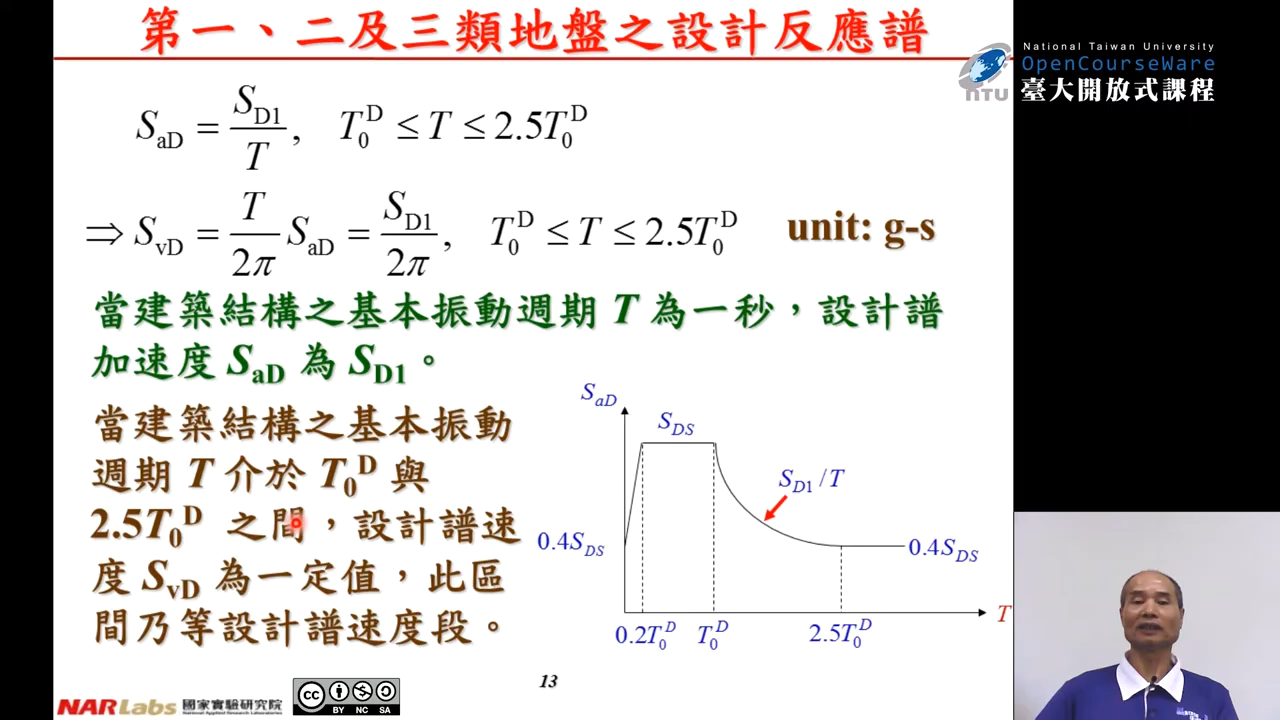 第一、二及三類地盤之設計反應譜
National Taiwan University
OpenCourseWare
臺大開放式課程
NTU
S_aD = S_D1 / T, T_0^D ≤ T ≤ 2.5T_0^D
⇒ S_vD = T / 2π S_aD = S_D1 / 2π, T_0^D ≤ T ≤ 2.5T_0^D unit: g-s
當建築結構之基本振動週期 T 為一秒，設計譜
加速度 S_aD 為 S_D1。
當建築結構之基本振動
週期 T 介於 T_0^D 與
2.5T_0^D 之間，設計譜速
度 S_vD 為一定值，此區
間乃等設計譜速度段。
S_aD
S_DS
S_D1 / T
0.4S_DS
0.4S_DS
T
0.2T_0^D
T_0^D
2.5T_0^D
13
NARLabs 國家實驗研究院
National Applied Research Laboratories
cc BY NC SA